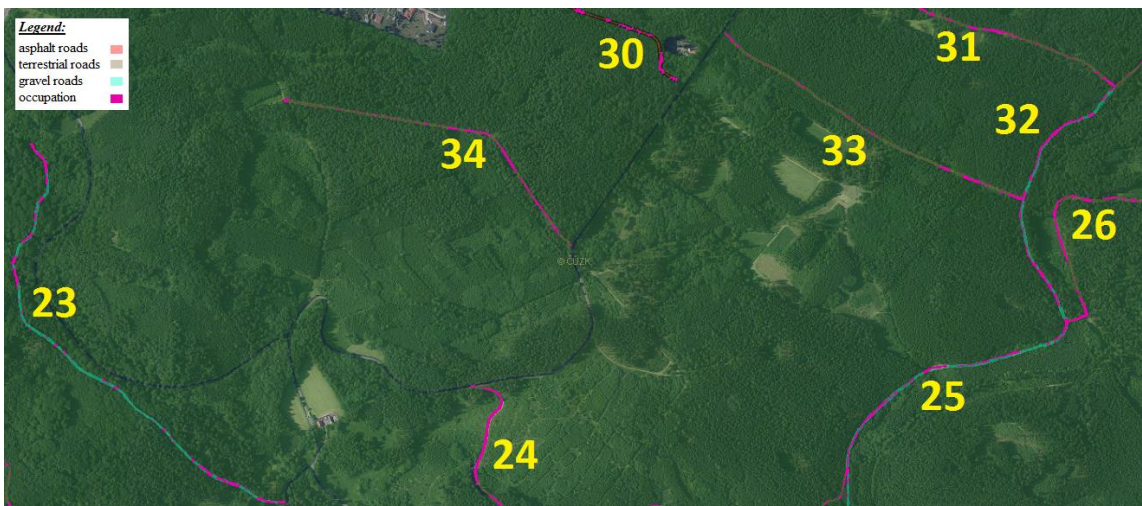 Legend:
asphalt roads
terrestrial roads
gravel roads
occupation
30
31
32
34
33
26
© ČÚZK
23
25
24